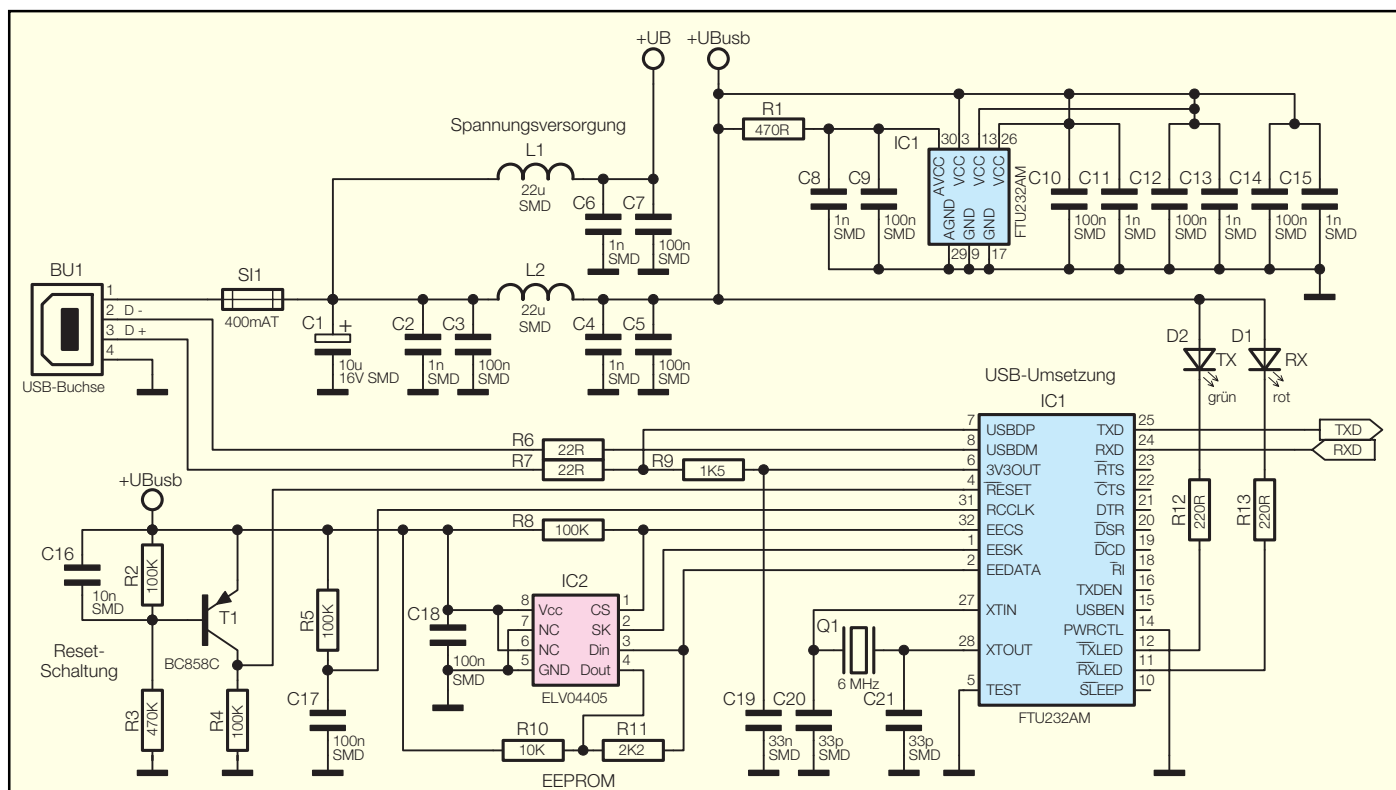 +UB
+UBusb
Spannungsversorgung
L1
22u
SMD
C6
1n
SMD
C7
100n
SMD
R1
470R
C8
1n
SMD
C9
100n
SMD
IC1
30
3
13
26
AVCC
VCC
VCC
VCC
AGND
GND
GND
29
9
17
FTU232AM
C10
100n
SMD
C11
1n
SMD
C12
100n
SMD
C13
1n
SMD
C14
100n
SMD
C15
1n
SMD
BU1
1
2
D -
3
D +
4
USB-Buchse
SI1
400mAT
C1
+
10u
16V SMD
C2
1n
SMD
C3
100n
SMD
L2
22u
SMD
C4
1n
SMD
C5
100n
SMD
D2
TX
grün
D1
RX
rot
USB-Umsetzung
IC1
7
USBDP
8
USBDM
6
3V3OUT
4
RESET
31
RCCLK
32
EECS
1
EESK
2
EEDATA
27
XTIN
28
XTOUT
5
TEST
TXD
25
RXD
24
RTS
23
CTS
22
DTR
21
DSR
20
DCD
19
RI
18
TXDEN
16
USBEN
15
PWRCTL
14
TXLED
12
RXLED
11
SLEEP
10
FTU232AM
TXD
RXD
R12
220R
R13
220R
R6
22R
R7
22R
R9
1K5
+UBusb
C16
10n
SMD
R2
100K
T1
BC858C
Reset-
Schaltung
R3
470K
R4
100K
R5
100K
C17
100n
SMD
R8
100K
C18
100n
SMD
IC2
8
Vcc
7
NC
6
NC
5
GND
CS
1
SK
2
Din
3
Dout
4
ELV04405
R10
10K
R11
2K2
EEPROM
Q1
6 MHz
C19
33n
SMD
C20
33p
SMD
C21
33p
SMD